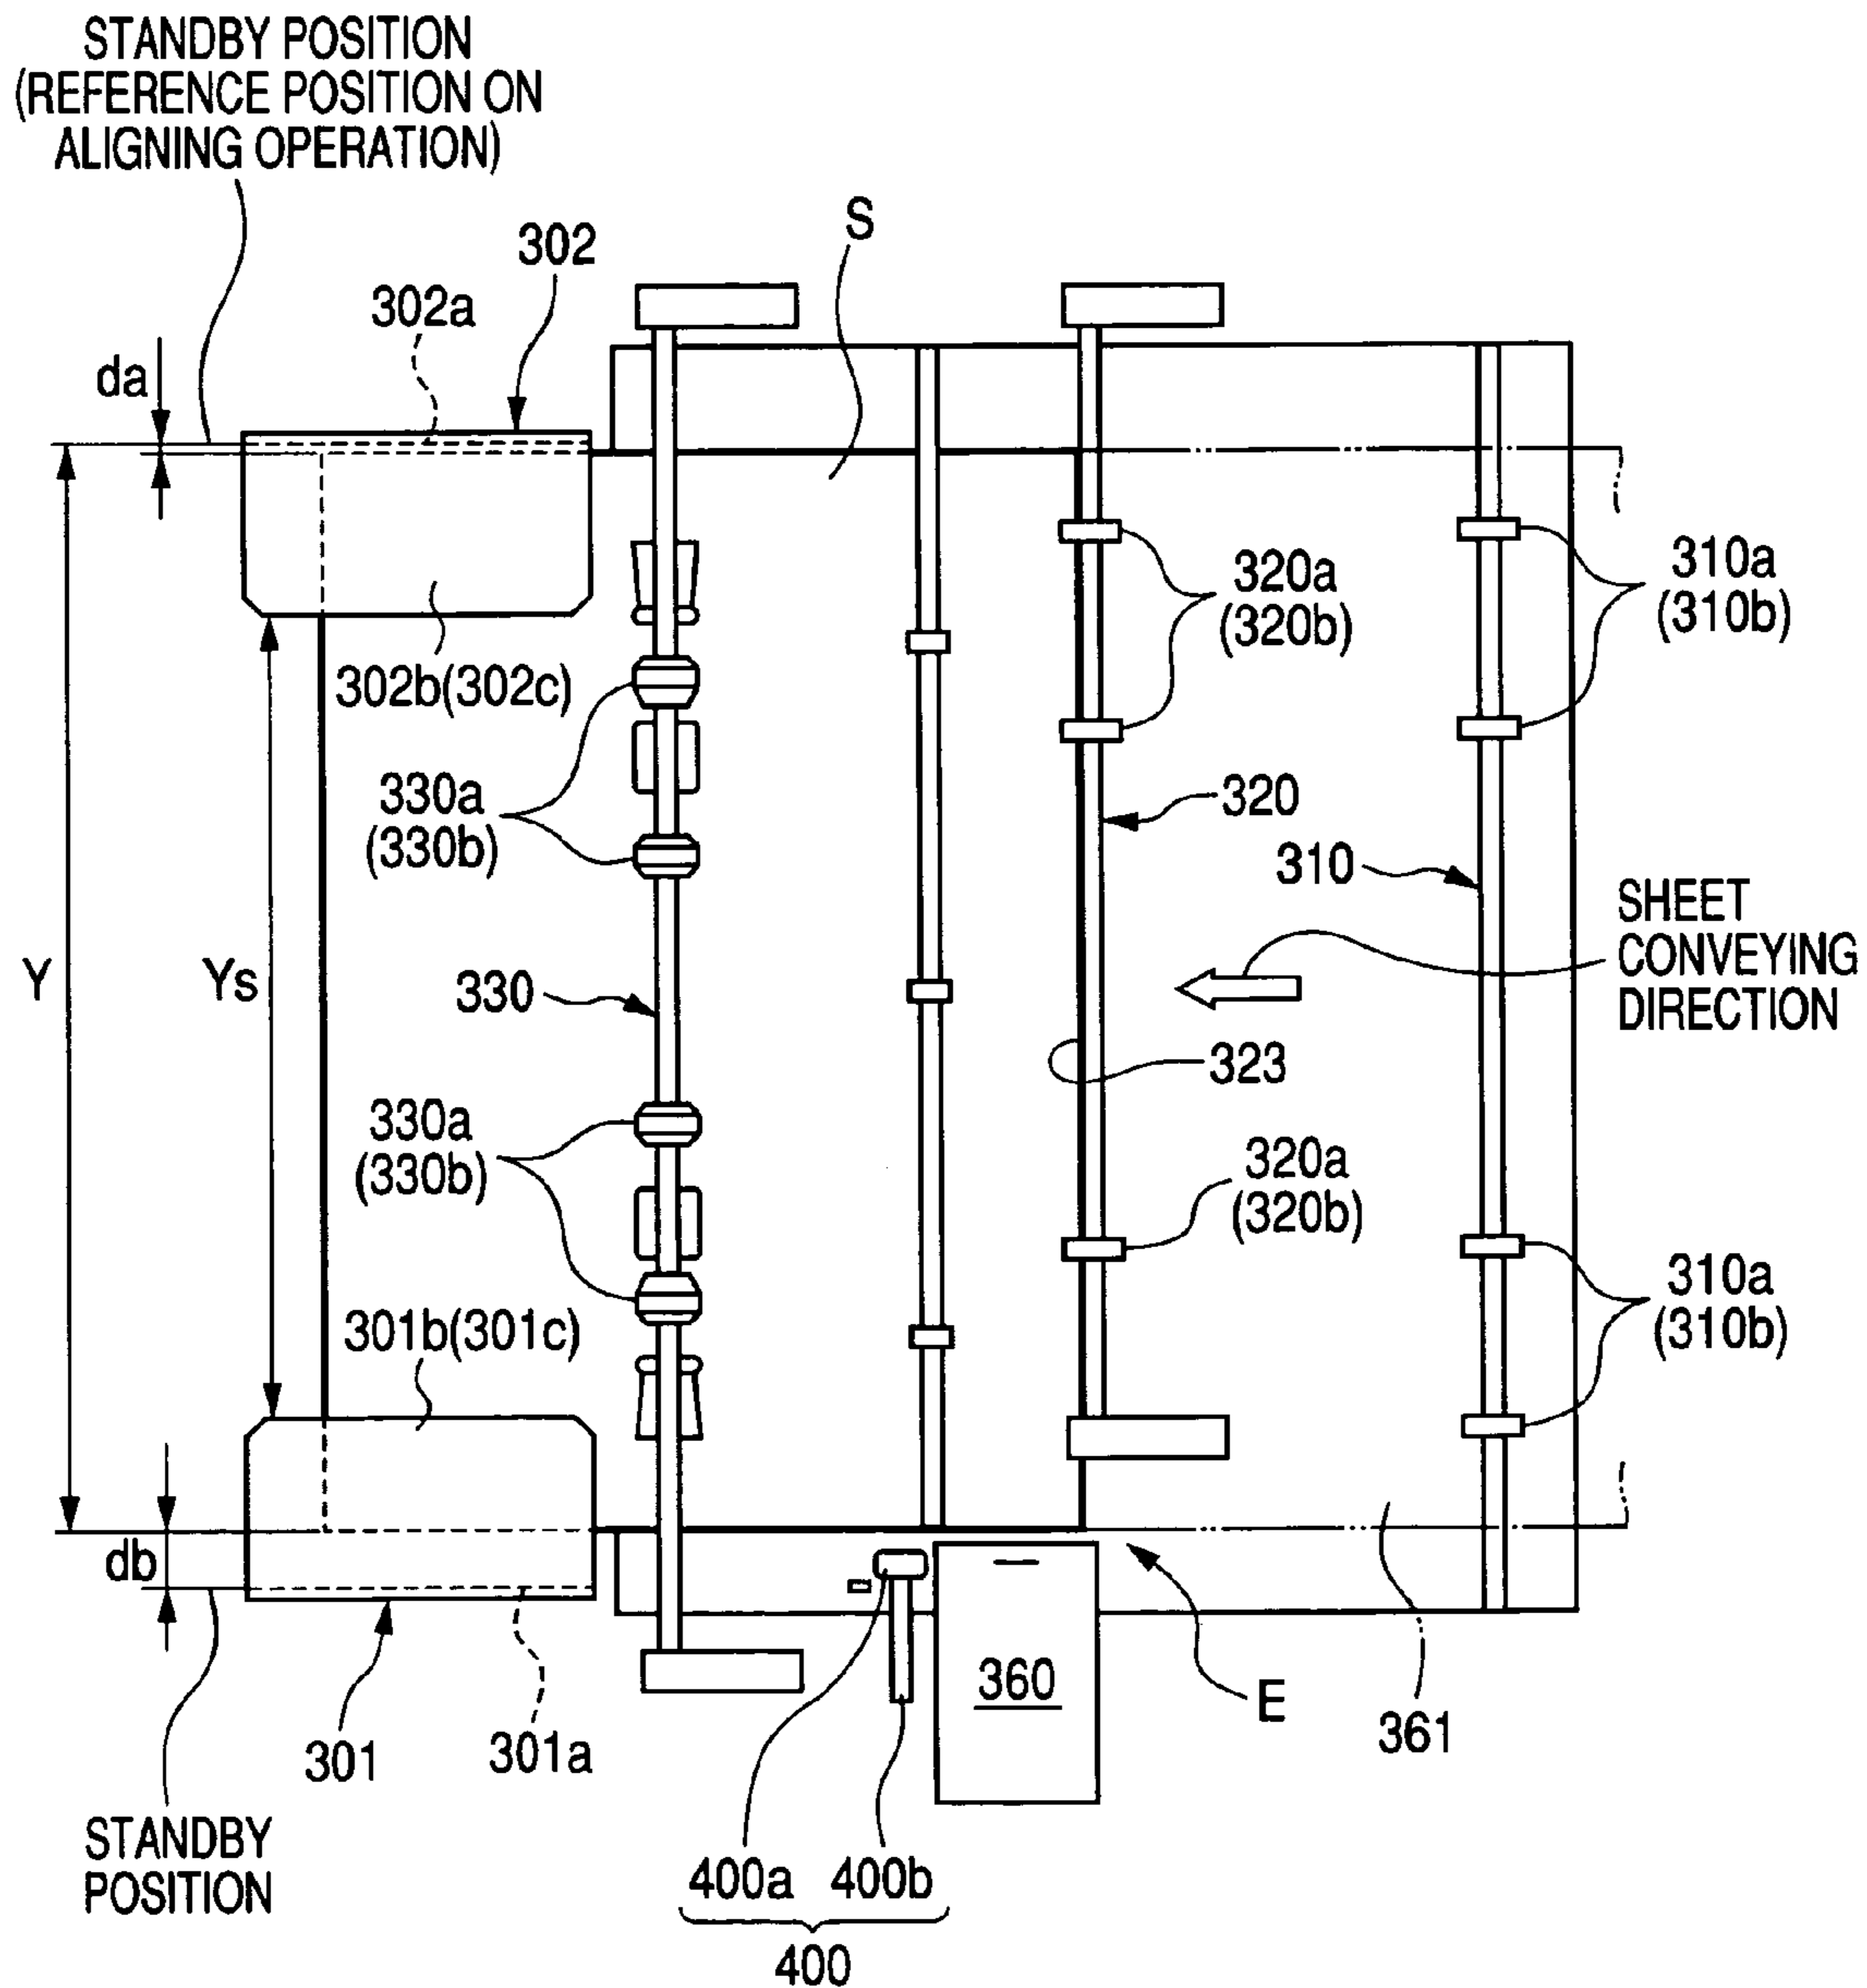 STANDBY POSITION
(REFERENCE POSITION ON
ALIGNING OPERATION)
302
S
302a
da
320a
(320b)
310a
(310b)
302b(302c)
330a
(330b)
320
310
SHEET
CONVEYING
DIRECTION
Y
Ys
330
323
330a
(330b)
320a
(320b)
301b(301c)
310a
(310b)
db
360
E
361
301
301a
STANDBY
POSITION
400a
400b
400